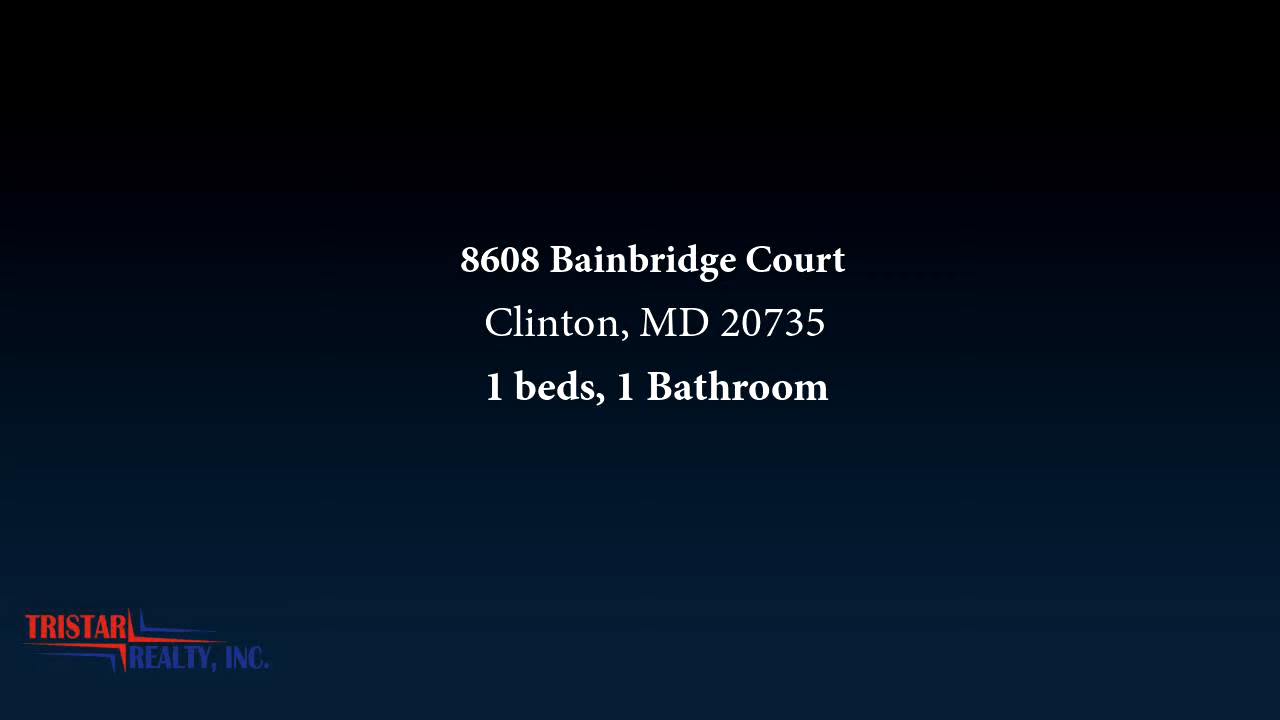 8608 Bainbridge Court
Clinton, MD 20735
1 beds, 1 Bathroom
TRISTAR
REALTY, INC.